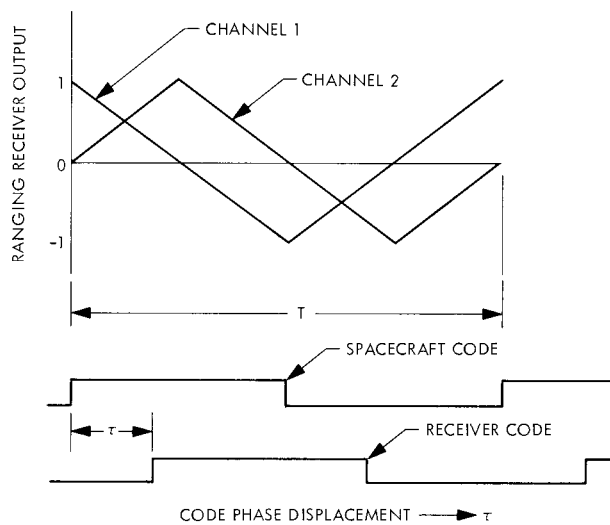 CHANNEL 1
CHANNEL 2
RANGING RECEIVER OUTPUT
1
0
-1
T
SPACECRAFT CODE
τ
RECEIVER CODE
CODE PHASE DISPLACEMENT → τ